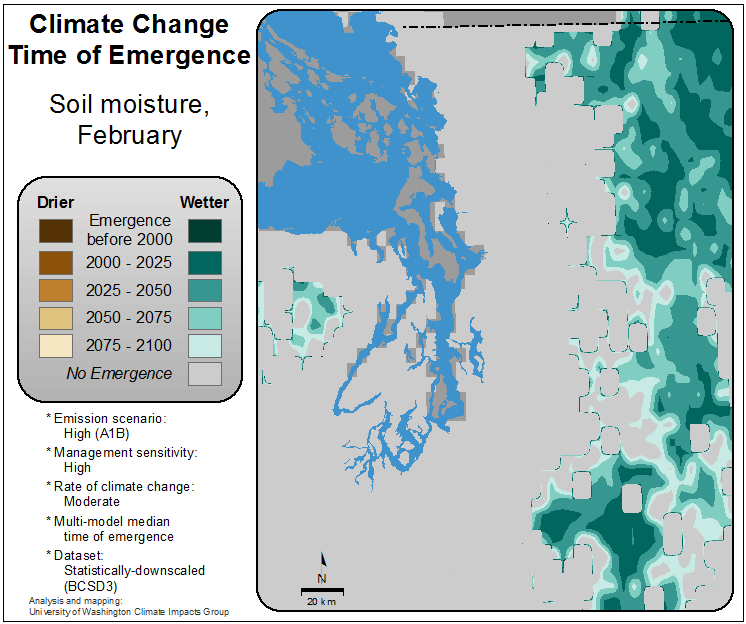 Climate Change
Time of Emergence
Soil moisture,
February
Drier Wetter
Emergence
before 2000
2000 - 2025
2025 - 2050
2050 - 2075
2075 - 2100
No Emergence
* Emission scenario:
High (A1B)
* Management sensitivity:
High
* Rate of climate change:
Moderate
* Multi-model median
time of emergence
* Dataset:
Statistically-downscaled
(BCSD3)
Analysis and mapping:
University of Washington Climate Impacts Group
N
20 km